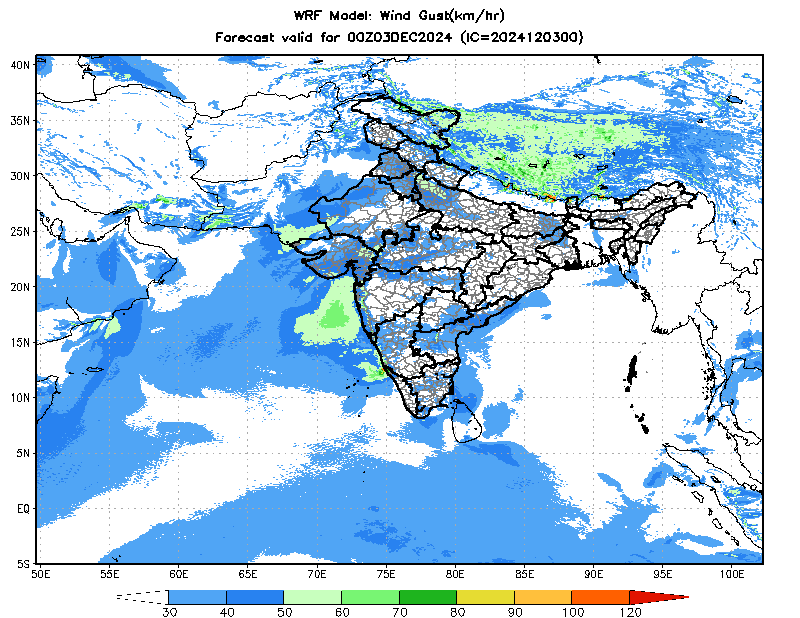 WRF Model: Wind Gust(km/hr)
Forecast valid for 00Z03DEC2024 (IC=2024120300)
40N
35N
30N
25N
20N
15N
10N
5N
EQ
5S
50E 55E 60E 65E 70E 75E 80E 85E 90E 95E 100E
30 40 50 60 70 80 90 100 120